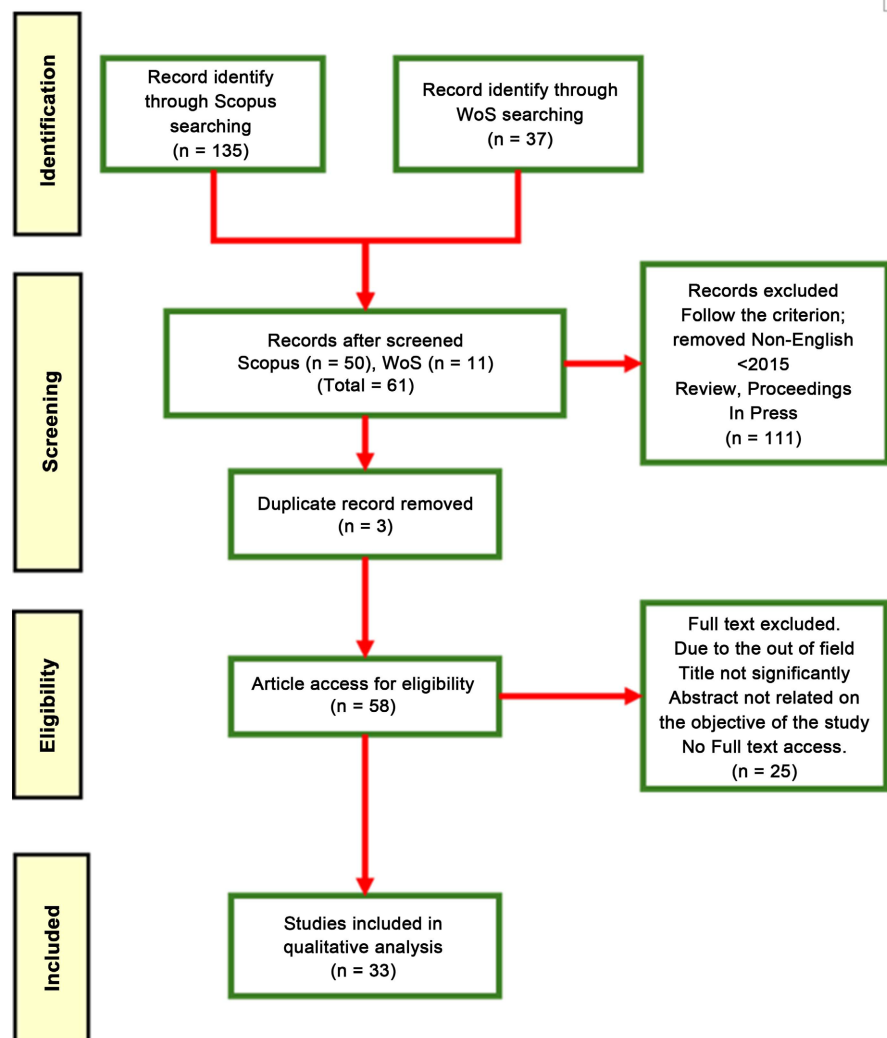 Identification
Record identify
through Scopus
searching
(n = 135)
Record identify through
WoS searching
(n = 37)
Screening
Records after screened
Scopus (n = 50), WoS (n = 11)
(Total = 61)
Records excluded
Follow the criterion;
removed Non-English
<2015
Review, Proceedings
In Press
(n = 111)
Duplicate record removed
(n = 3)
Eligibility
Article access for eligibility
(n = 58)
Full text excluded.
Due to the out of field
Title not significantly
Abstract not related on
the objective of the study
No Full text access.
(n = 25)
Included
Studies included in
qualitative analysis
(n = 33)